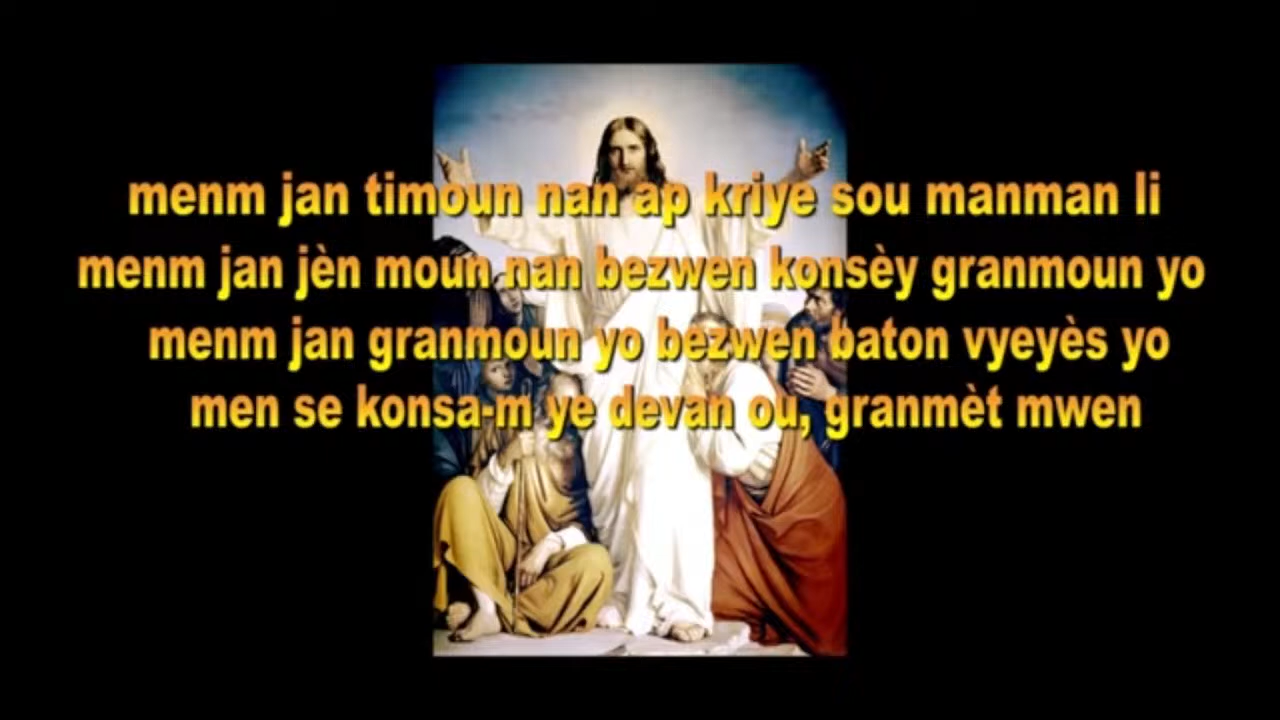 menm jan timoun nan ap kriye sou manman li
menm jan jèn moun nan bezwen konsèy granmoun yo
menm jan granmoun yo bezwen baton vyeyès yo
men se konsa-m ye devan ou, granmèt mwen